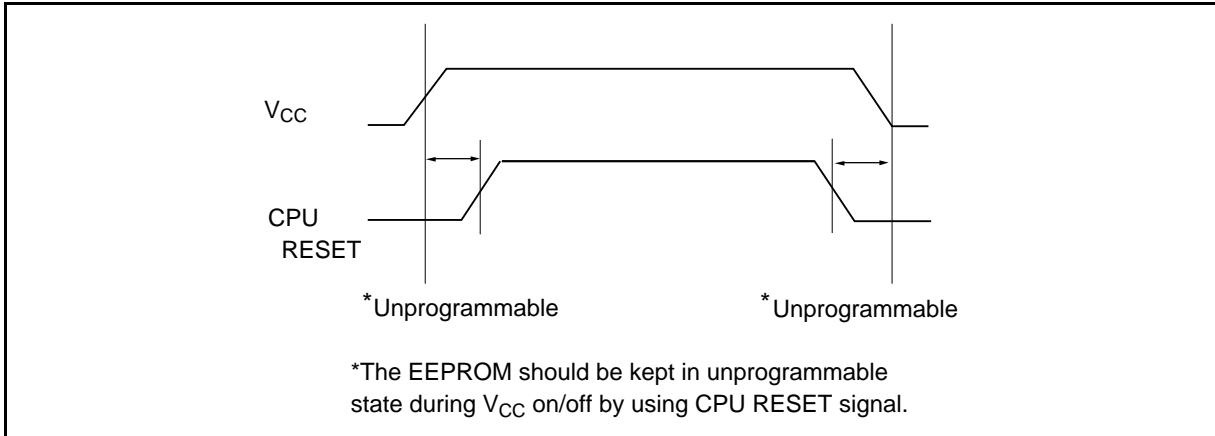 VCC
CPU
RESET
*Unprogrammable
*Unprogrammable
*The EEPROM should be kept in unprogrammable
state during VCC on/off by using CPU RESET signal.